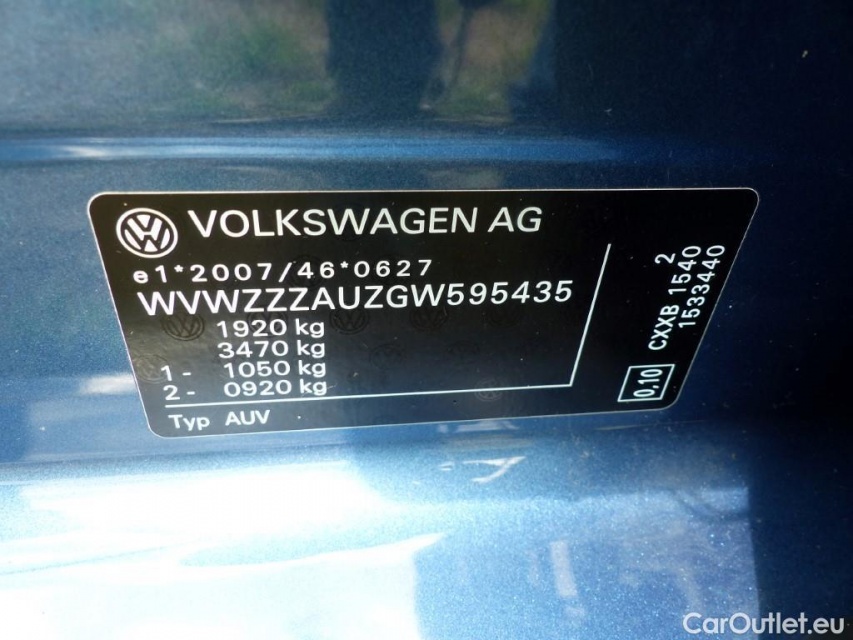 VOLKSWAGEN AG
e1*2007/46*0627
WVWZZZAUZGW595435
1920 kg
3470 kg
1 - 1050 kg
2 - 0920 kg
Typ AUV
2
CXXB 1540
1533440
0,10
CarOutlet.eu